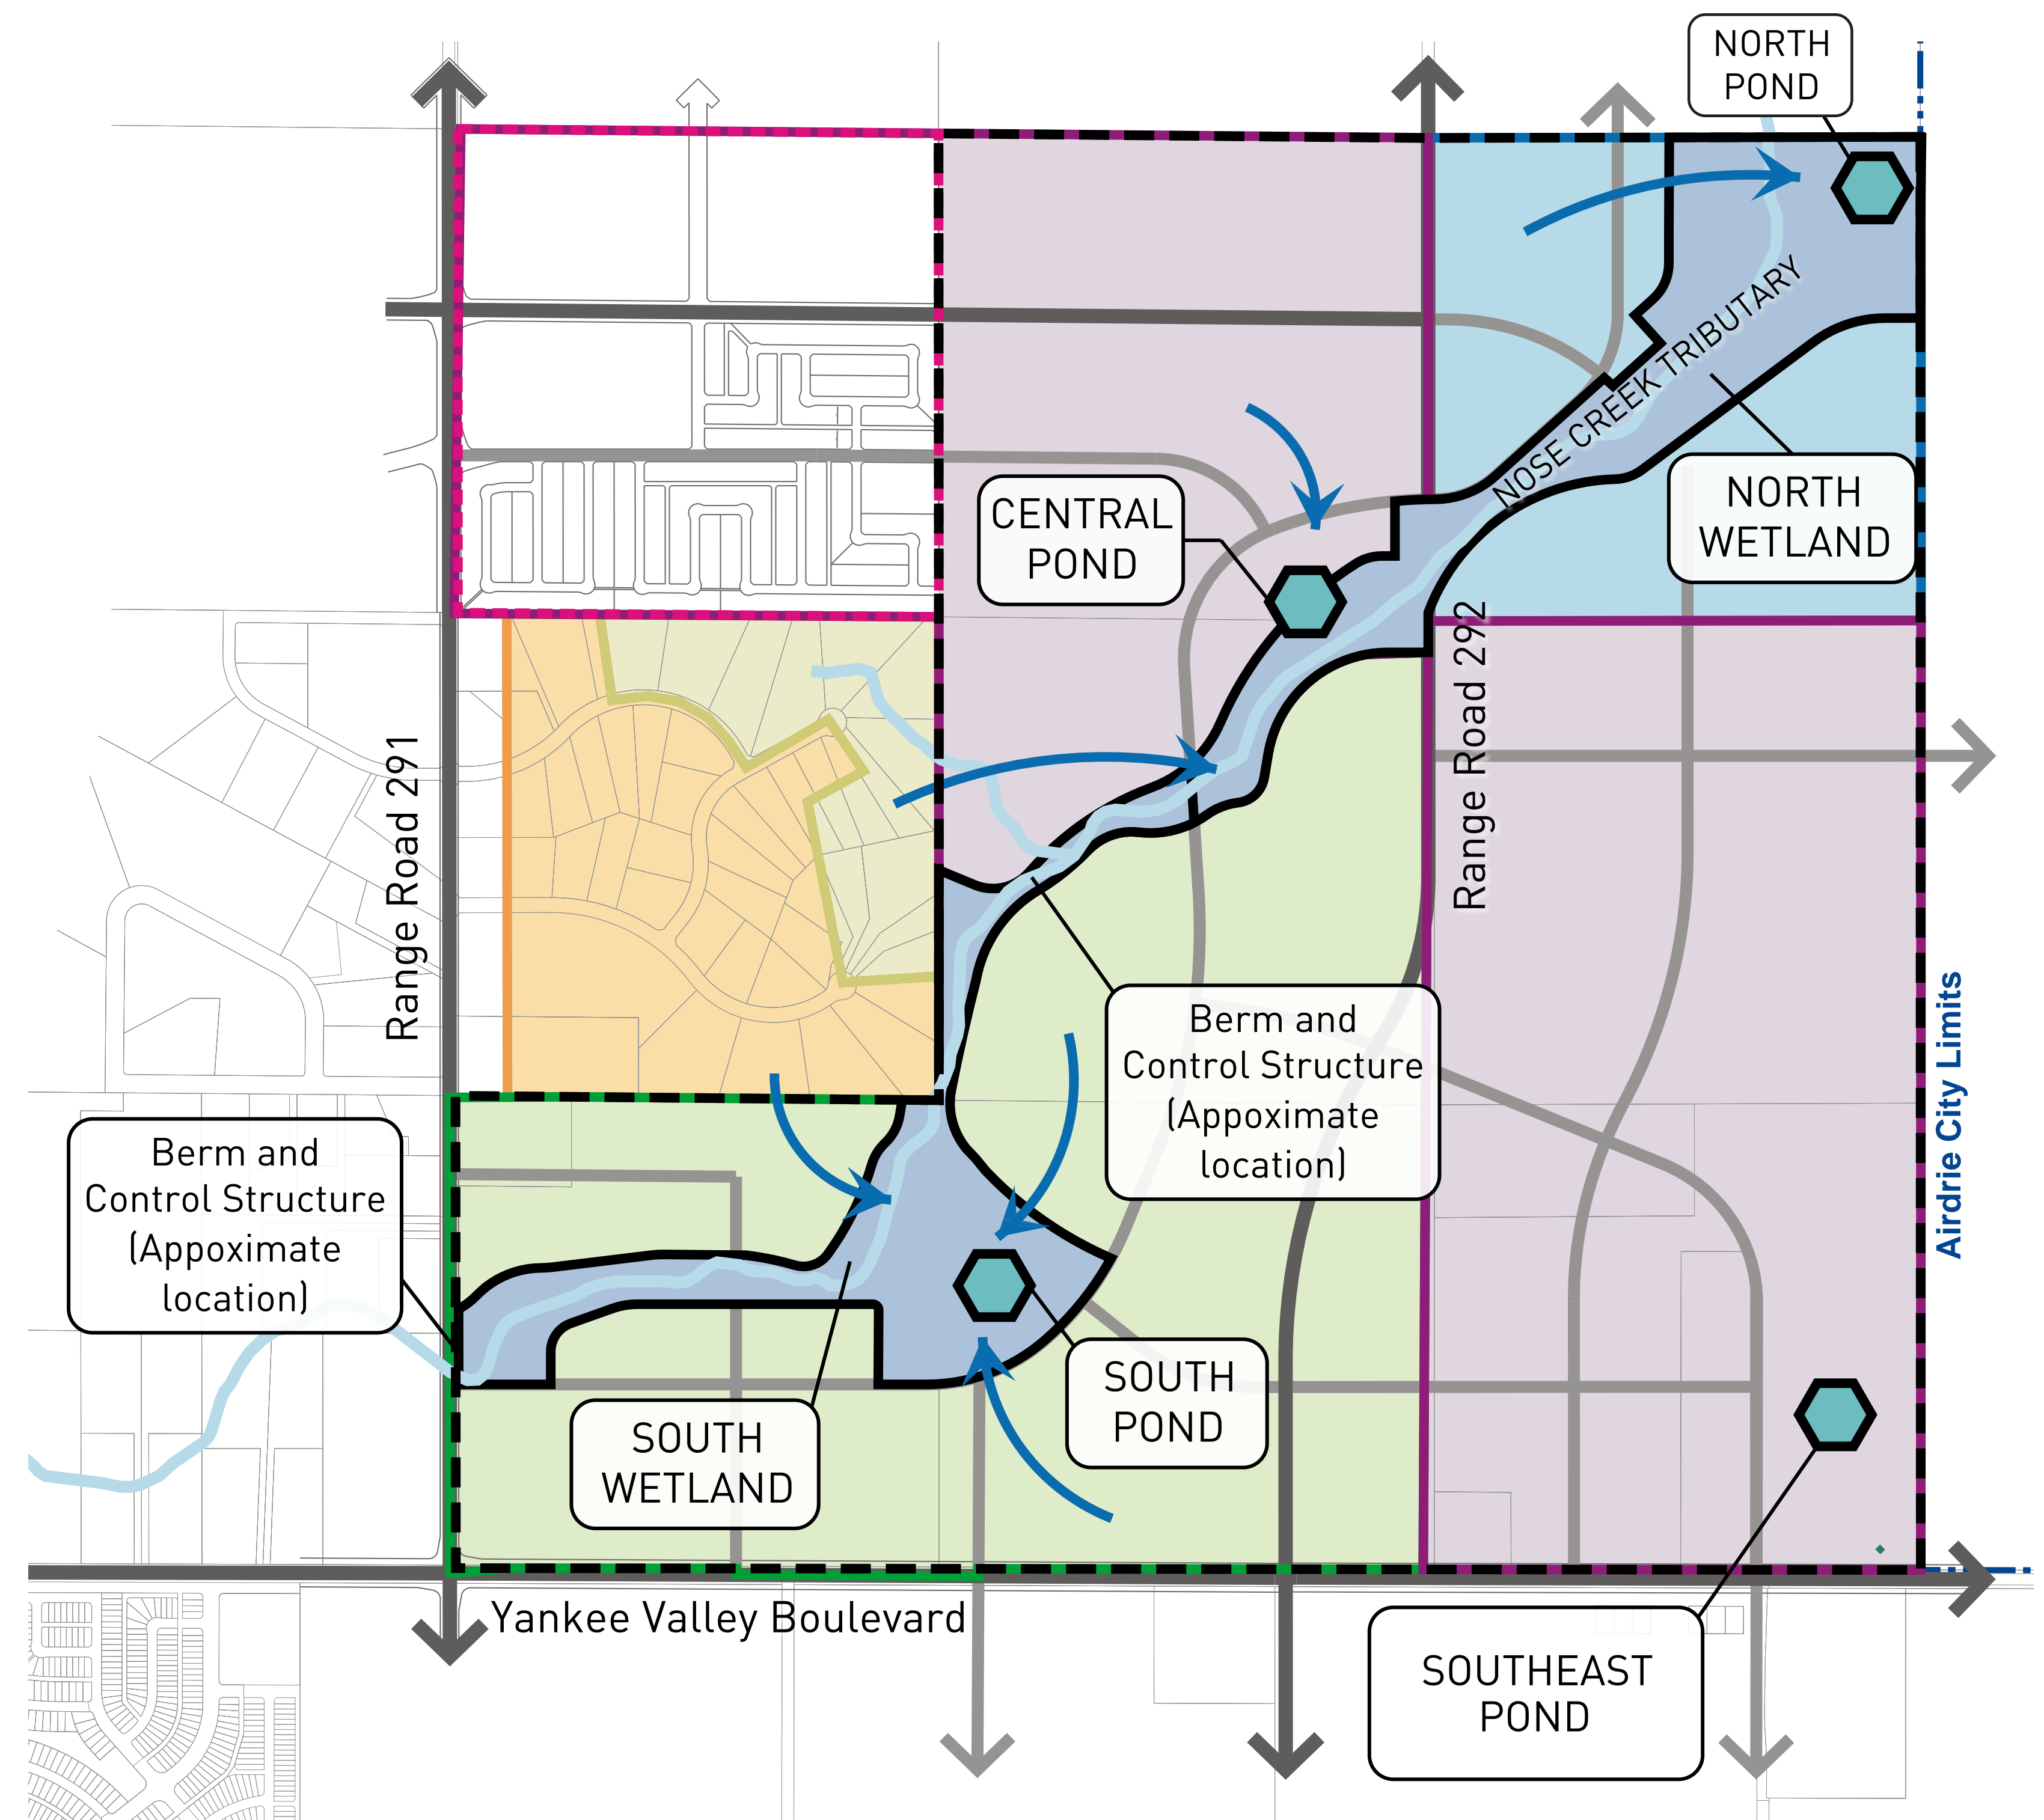 NORTH
POND
NOSE CREEK TRIBUTARY
NORTH
WETLAND
CENTRAL
POND
Range Road 292
Range Road 291
Berm and
Control Structure
(Appoximate
location)
Airdrie City Limits
Berm and
Control Structure
(Appoximate
location)
SOUTH
POND
SOUTH
WETLAND
Yankee Valley Boulevard
SOUTHEAST
POND